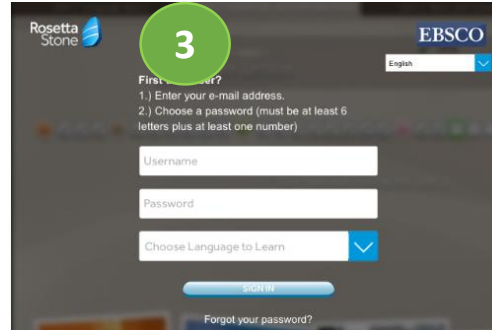 Rosetta
Stone
3
EBSCO
English
First
1.) Enter your e-mail address.
2.) Choose a password (must be at least 6
letters plus at least one number)
Username
Password
Choose Language to Learn
SIGN IN
Forgot your password?